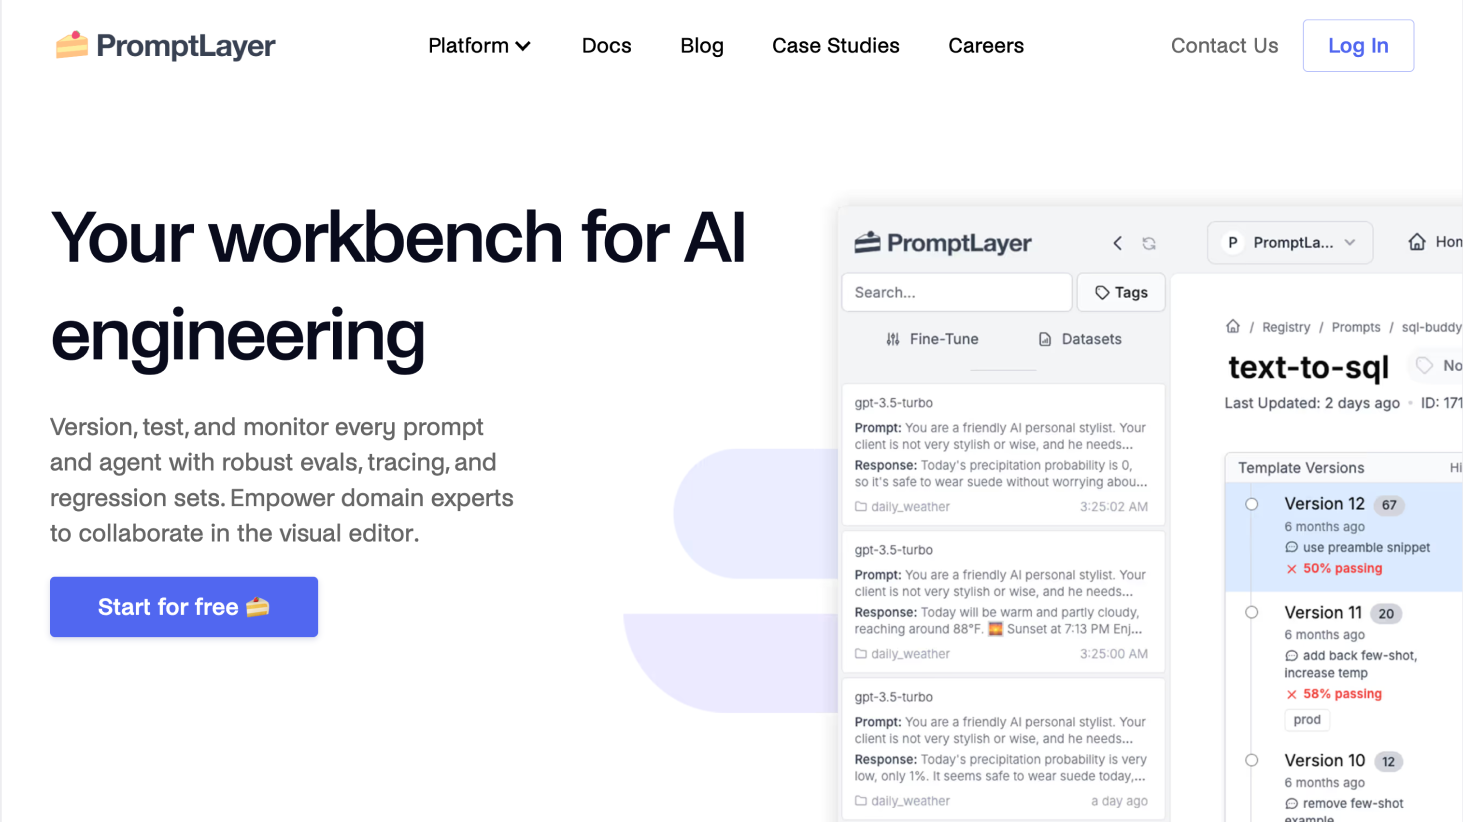 PromptLayer
Platform
Docs
Blog
Case Studies
Careers
Contact Us
Log In
Your workbench for AI
engineering
Version, test, and monitor every prompt
and agent with robust evals, tracing, and
regression sets. Empower domain experts
to collaborate in the visual editor.
Start for free
PromptLayer
Search...
Tags
Fine-Tune
Datasets
gpt-3.5-turbo
Prompt: You are a friendly AI personal stylist. Your
client is not very stylish or wise, and he needs...
Response: Today's precipitation probability is 0,
so it's safe to wear suede without worrying abou...
daily_weather
3:25:02 AM
gpt-3.5-turbo
Prompt: You are a friendly AI personal stylist. Your
client is not very stylish or wise, and he needs...
Response: Today will be warm and partly cloudy,
reaching around 88°F. 🌇 Sunset at 7:13 PM Enj...
daily_weather
3:25:00 AM
gpt-3.5-turbo
Prompt: You are a friendly AI personal stylist. Your
client is not very stylish or wise, and he needs...
Response: Today's precipitation probability is very
low, only 1%. It seems safe to wear suede today,...
daily_weather
a day ago
P PromptLa...
Hon
/ Registry / Prompts / sql-buddy
text-to-sql
No
Last Updated: 2 days ago • ID: 171
Template Versions
Hi
Version 12 67
6 months ago
use preamble snippet
50% passing
Version 11 20
6 months ago
add back few-shot,
increase temp
58% passing
prod
Version 10 12
6 months ago
remove few-shot
example